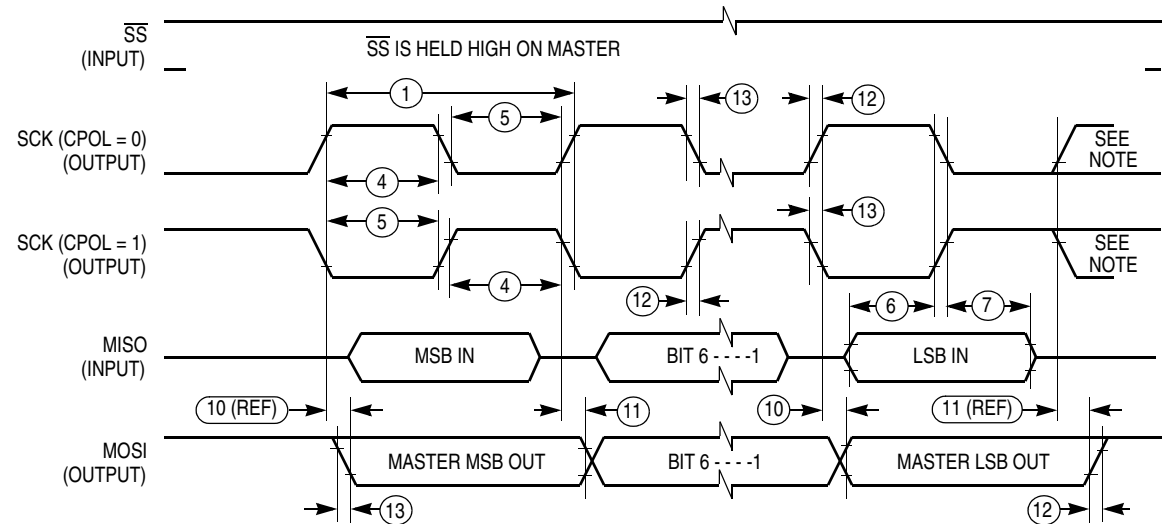 SS
(INPUT)
SS IS HELD HIGH ON MASTER
1
5
13
12
SCK (CPOL = 0)
(OUTPUT)
SEE
NOTE
4
5
13
SCK (CPOL = 1)
(OUTPUT)
SEE
NOTE
4
12
6
7
MISO
(INPUT)
MSB IN
BIT 6 - - - -1
LSB IN
10 (REF)
11
10
11 (REF)
MOSI
(OUTPUT)
MASTER MSB OUT
BIT 6 - - - -1
MASTER LSB OUT
13
12